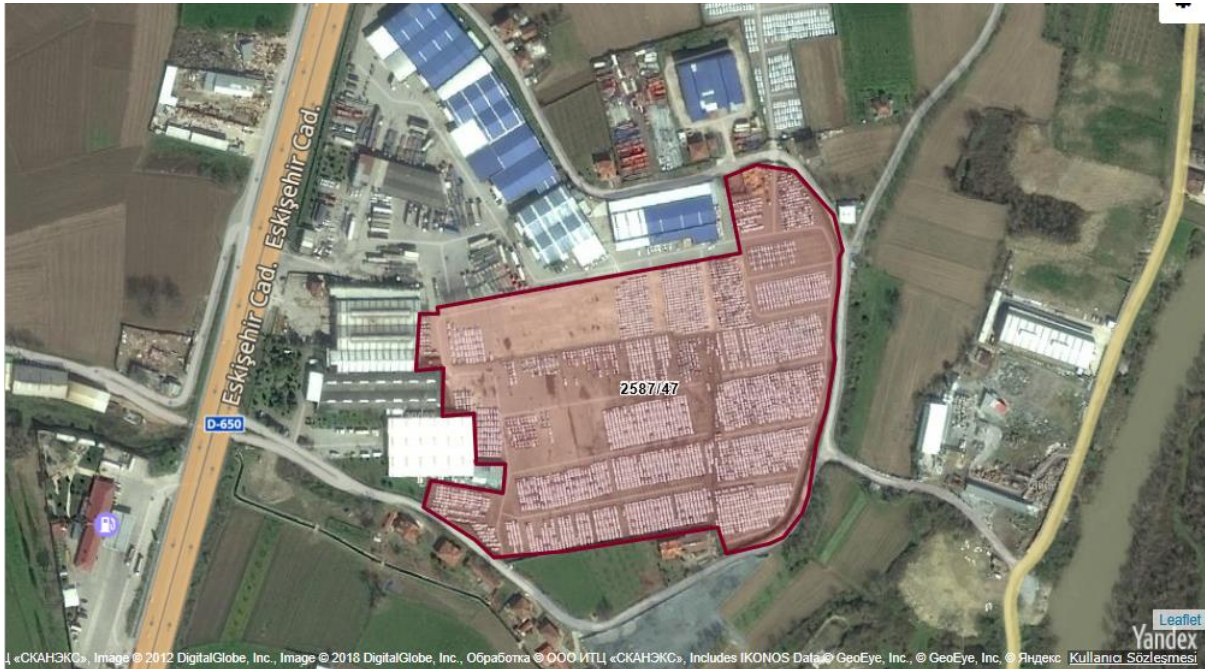 Eskişehir Cad.
Eskişehir Cad.
2587/47
D-650
Leaflet
Yandex
Ц «СКАНЭКС», Image © 2012 DigitalGlobe, Inc., Image © 2018 DigitalGlobe, Inc., Обработка © ООО ИТЦ «СКАНЭКС», Includes IKONOS Data © GeoEye, Inc., © GeoEye, Inc, © Яндекс Kullanıcı Sözleşmesi